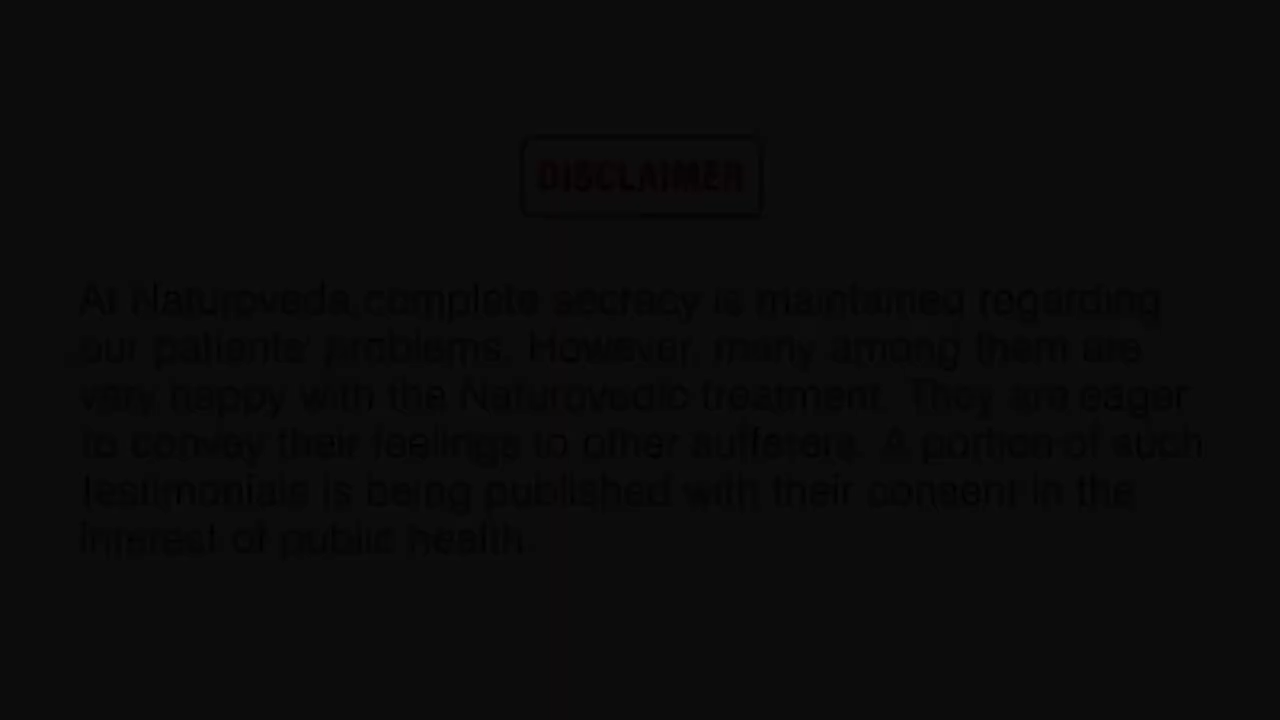 DISCLAIMER
At Naturoveda complete secrecy is maintained regarding
our patients' problems. However, many among them are
very happy with the Naturovedic treatment. They are eager
to convey their feelings to other sufferers. A portion of such
testimonials is being published with their consent in the
interest of public health.